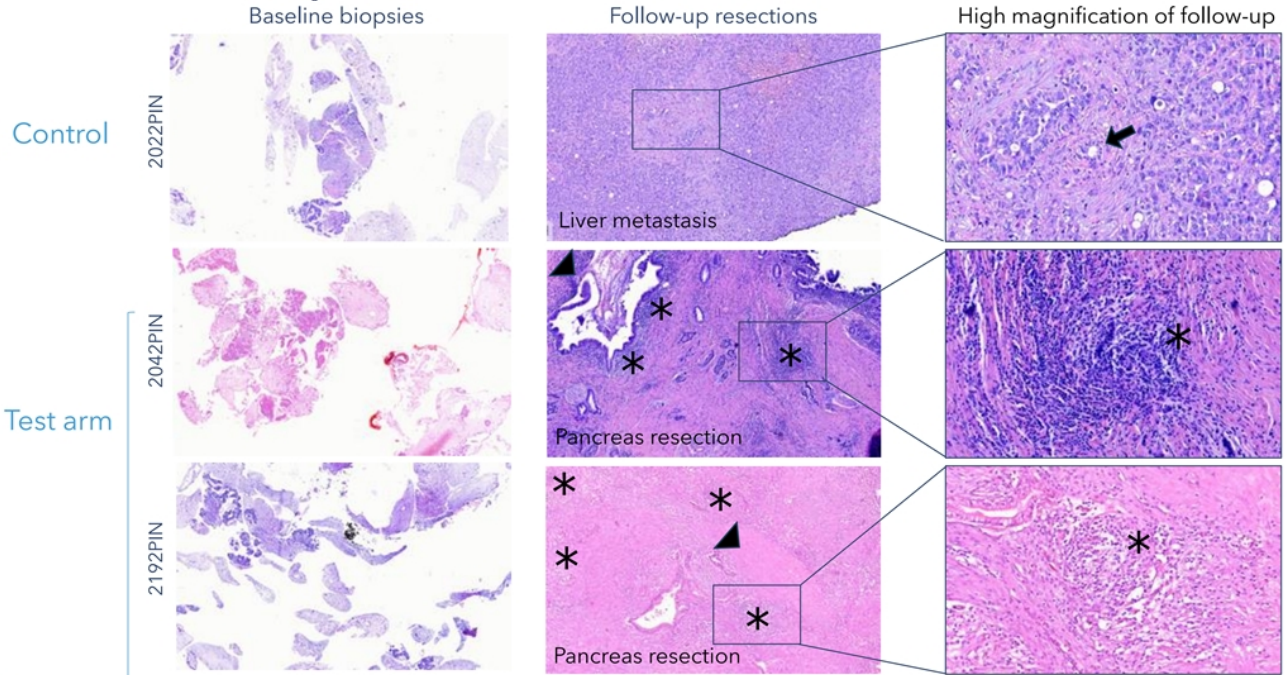 Baseline biopsies
Follow-up resections
High magnification of follow-up
Control
2022PIN
Liver metastasis
Test arm
2042PIN
Pancreas resection
2192PIN
Pancreas resection